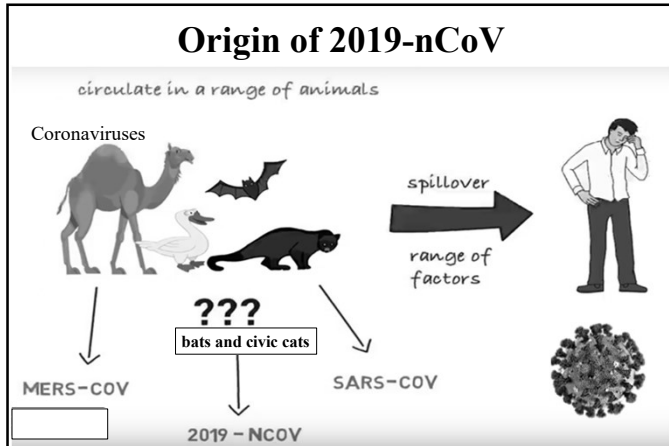 Origin of 2019-nCoV
circulate in a range of animals
Coronaviruses
spillover
range of
factors
???
bats and civic cats
MERS-COV
SARS-COV
2019-NCOV